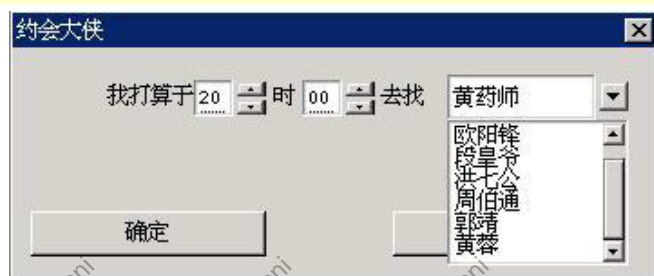 约会大侠
我打算于 20 时 00 去找 黄药师
欧阳锋
段皇爷
洪七公
周伯通
郭靖
黄蓉
确定